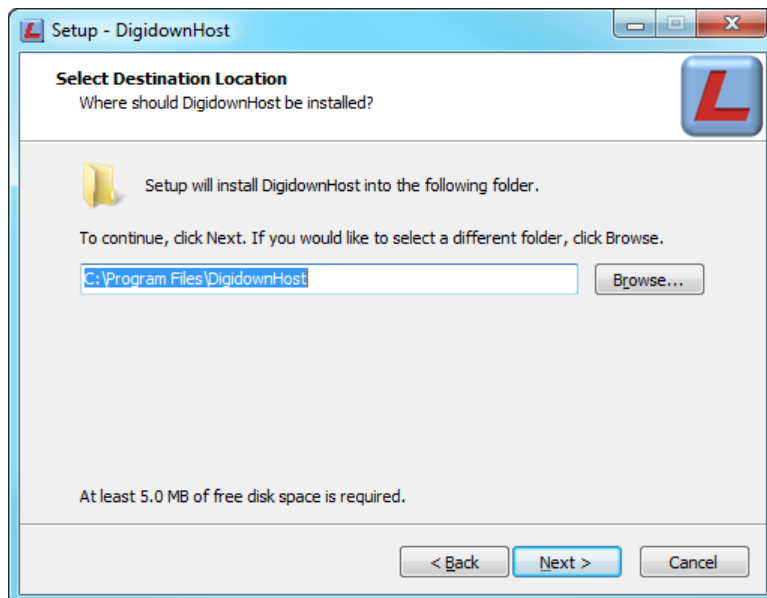 Setup - DigidownHost
Select Destination Location
Where should DigidownHost be installed?
L
Setup will install DigidownHost into the following folder.
To continue, click Next. If you would like to select a different folder, click Browse.
C:\Program Files\DigidownHost
Browse...
At least 5.0 MB of free disk space is required.
< Back
Next >
Cancel